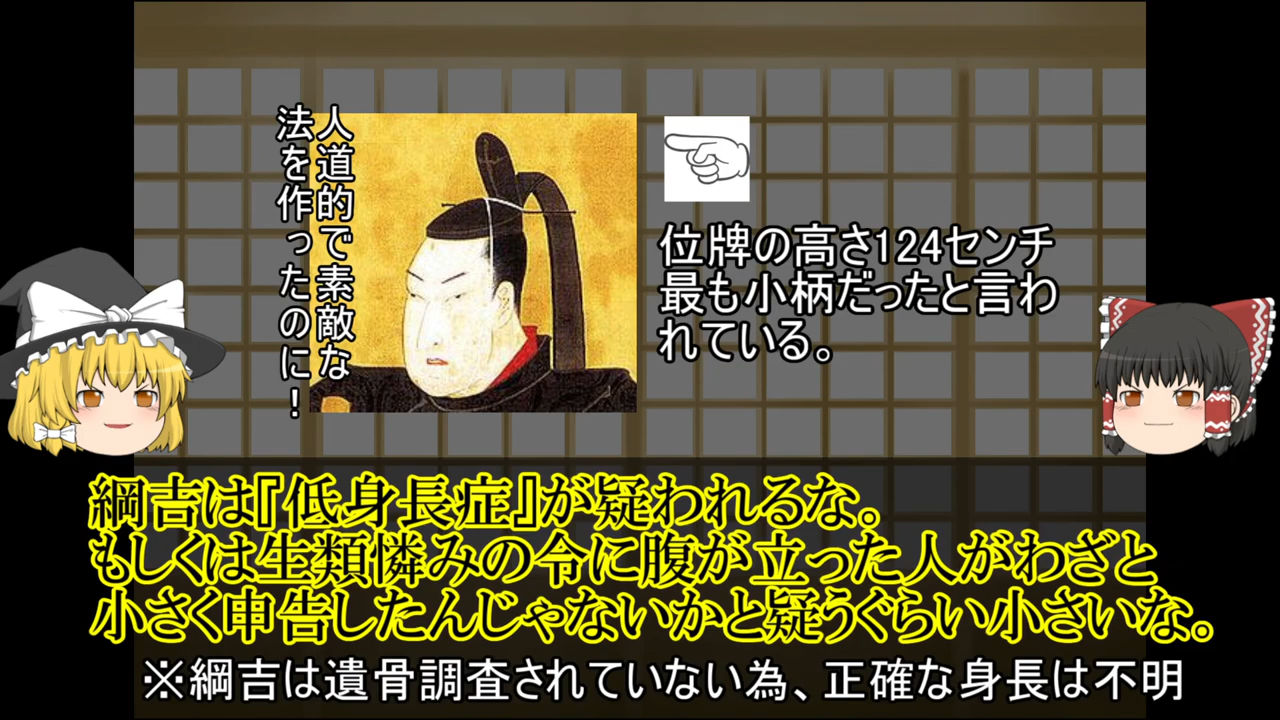 人道的で素敵な
法を作ったのに！
位牌の高さ124センチ
最も小柄だったと言わ
れている。
綱吉は『低身長症』が疑われるな。
もしくは生類憐みの令に腹が立った人がわざと
小さく申告したんじゃないかと疑うぐらい小さいな。
※綱吉は遺骨調査されていない為、正確な身長は不明